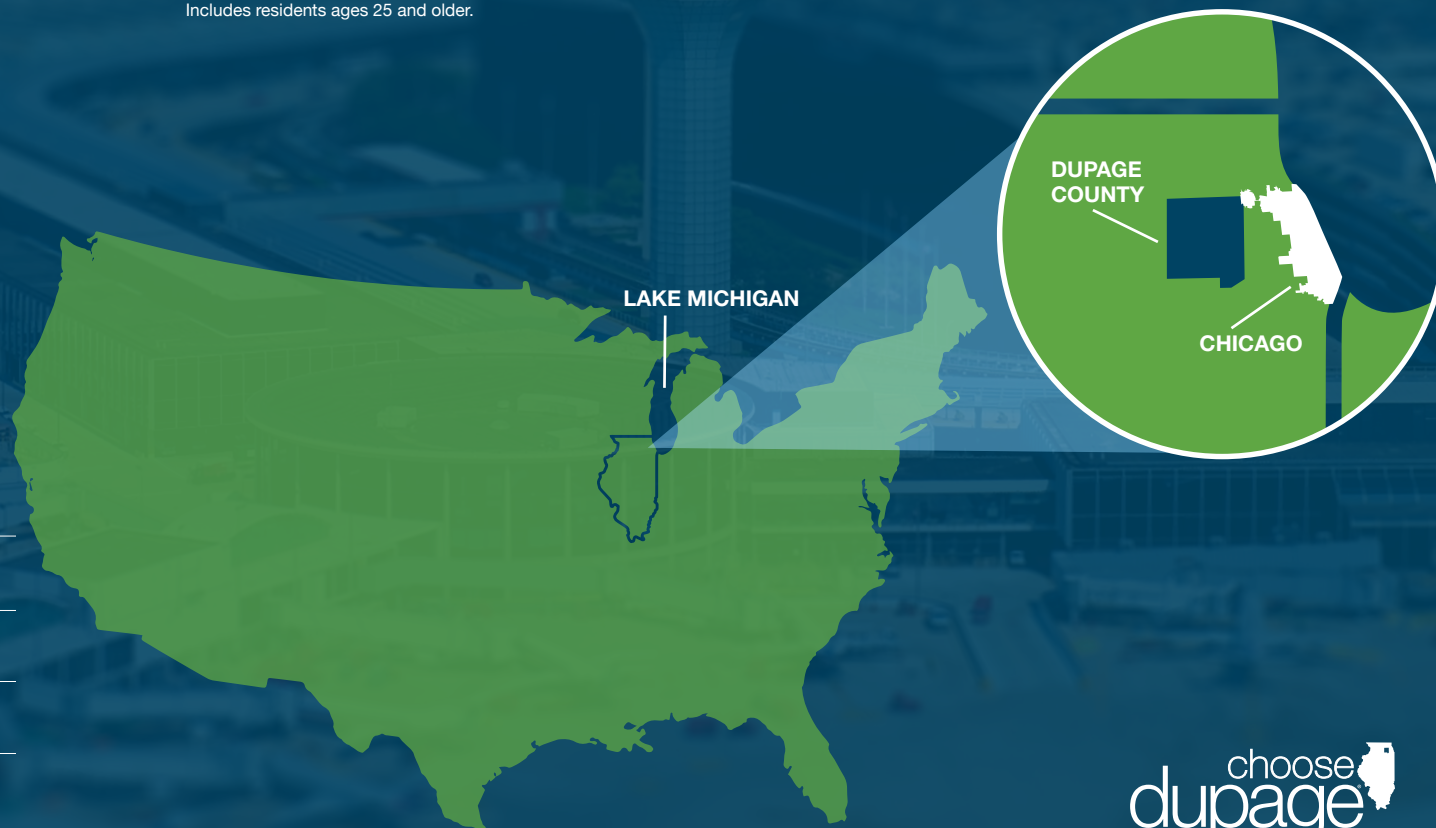 Includes residents ages 25 and older.
DUPAGE
COUNTY
LAKE MICHIGAN
CHICAGO
choose
dupage